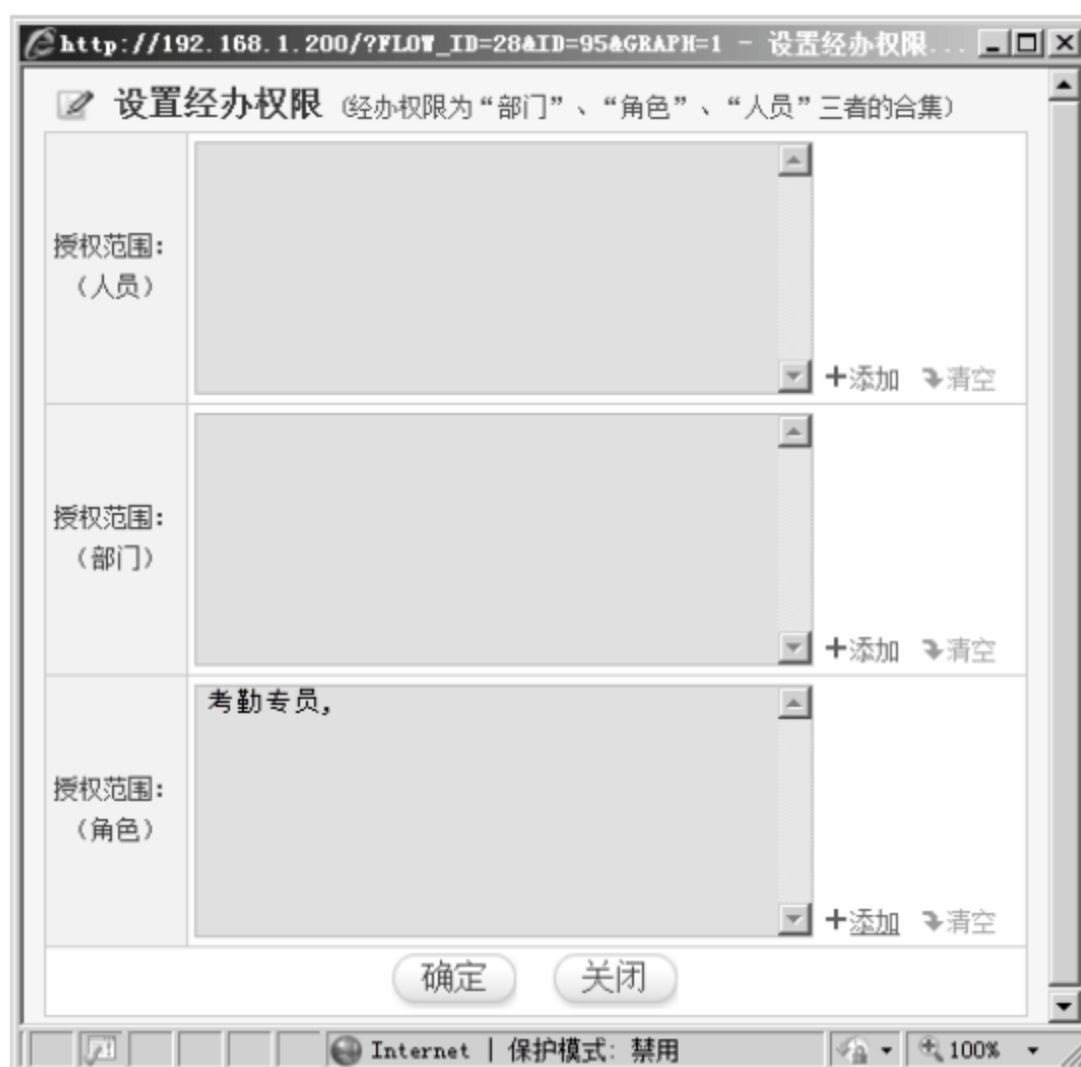 http://192.168.1.200/?FLOW_ID=28&ID=95&GRAPH=1 - 设置经办权限...
设置经办权限 (经办权限为“部门”、“角色”、“人员”三者的合集)
授权范围:
(人员)
+添加 清空
授权范围:
(部门)
+添加 清空
考勤专员,
授权范围:
(角色)
+添加 清空
确定 关闭
Internet | 保护模式: 禁用 100%